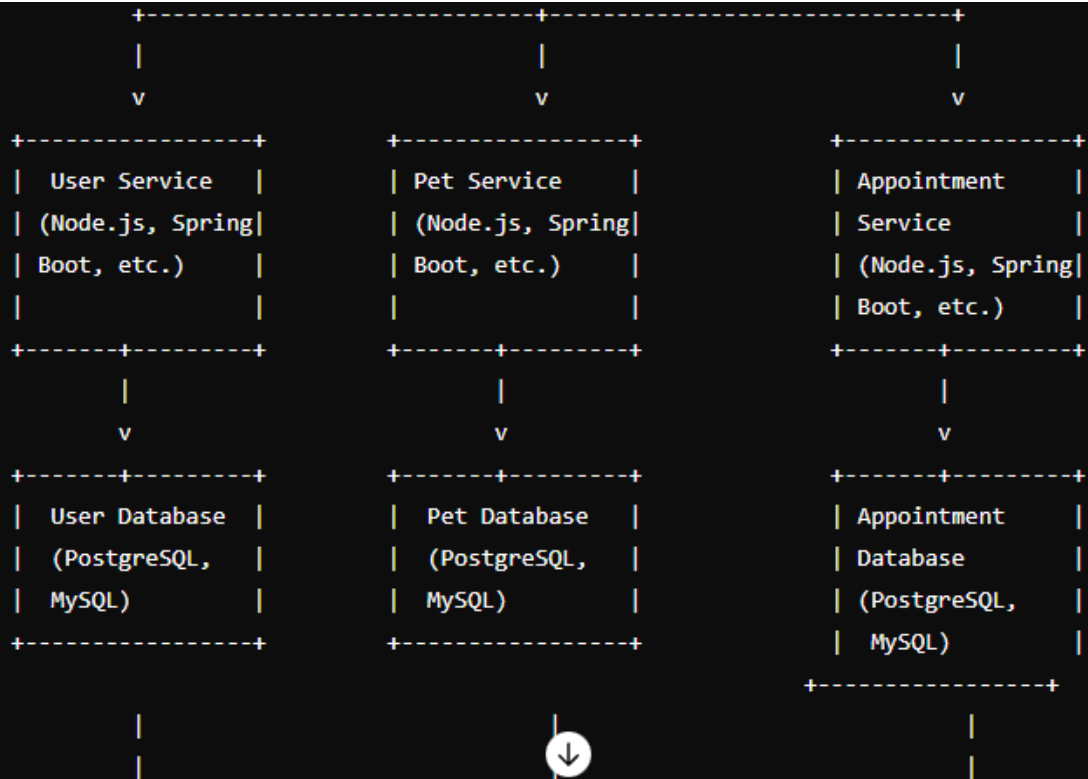 +-----------------------------+------------------------------+
|                             |                              |
v                             v                              v
+-----------------+         +-----------------+              +-----------------+
|  User Service   |         | Pet Service     |              | Appointment     |
| (Node.js, Spring|         | (Node.js, Spring|              | Service         |
| Boot, etc.)     |         | Boot, etc.)     |              | (Node.js, Spring|
|                 |         |                 |              | Boot, etc.)     |
+-------+---------+         +-------+---------+              +-------+---------+
|                           |                                |
v                           v                                v
+-------+---------+         +-------+---------+              +-------+---------+
|  User Database  |         |  Pet Database   |              | Appointment     |
|  (PostgreSQL,   |         |  (PostgreSQL,   |              | Database        |
|  MySQL)         |         |  MySQL)         |              | (PostgreSQL,    |
+-----------------+         +-----------------+              |  MySQL)         |
+-----------------+
|                              |                              |
|                              |                              |